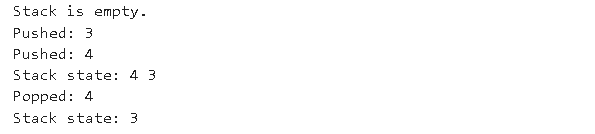 Stack is empty.
Pushed: 3
Pushed: 4
Stack state: 4 3
Popped: 4
Stack state: 3